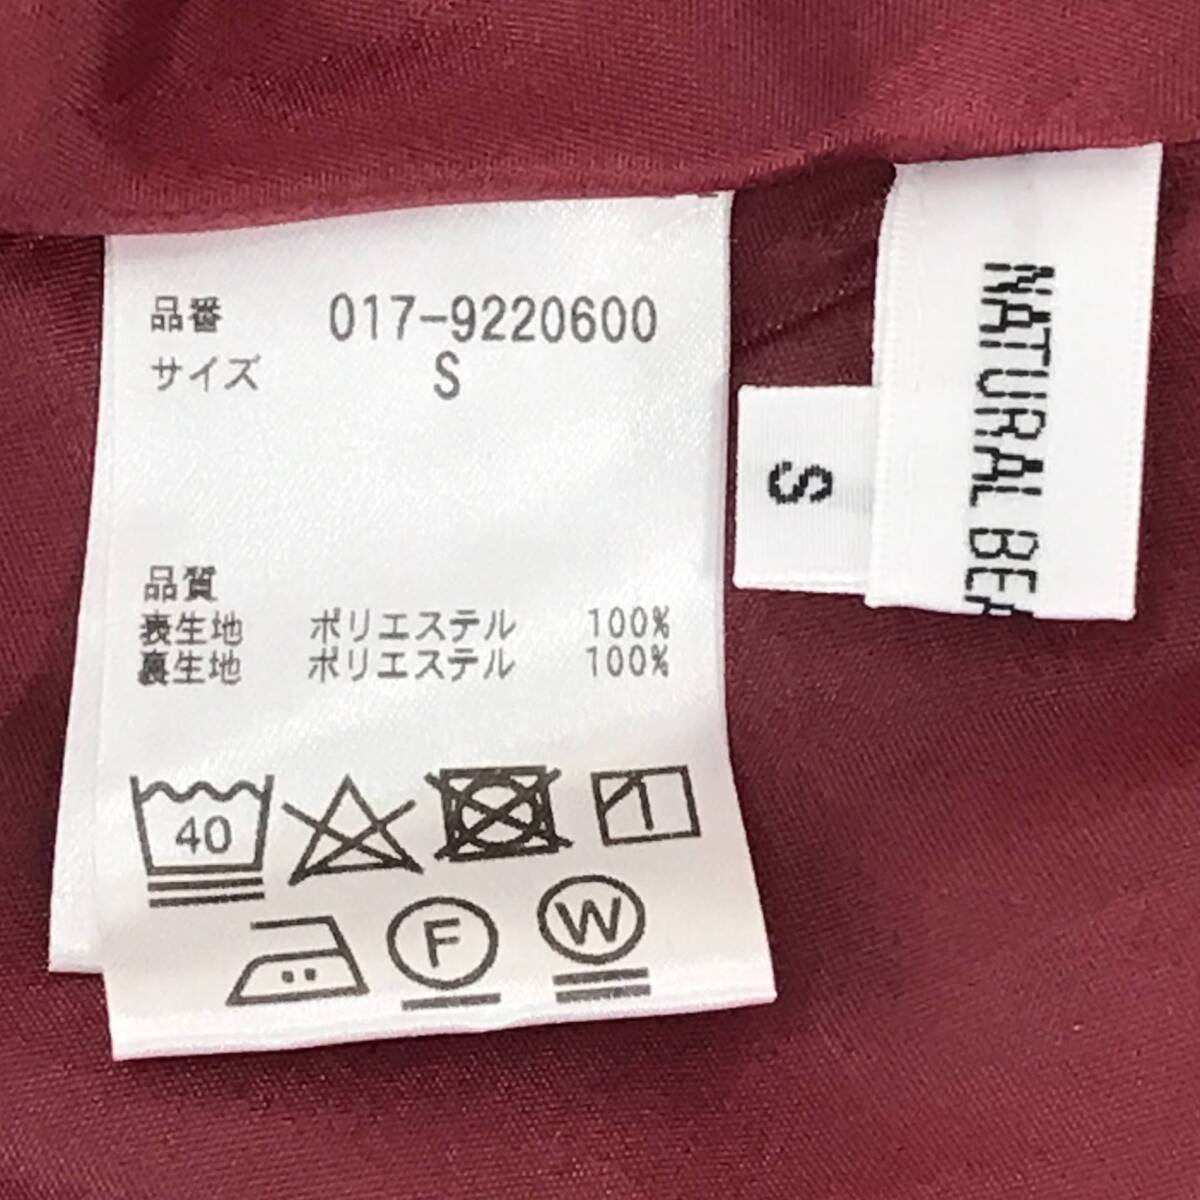 品番 017-9220600
サイズ S
品質
表生地 ポリエステル 100%
裏生地 ポリエステル 100%
40
F
W
S
NATURAL BEA